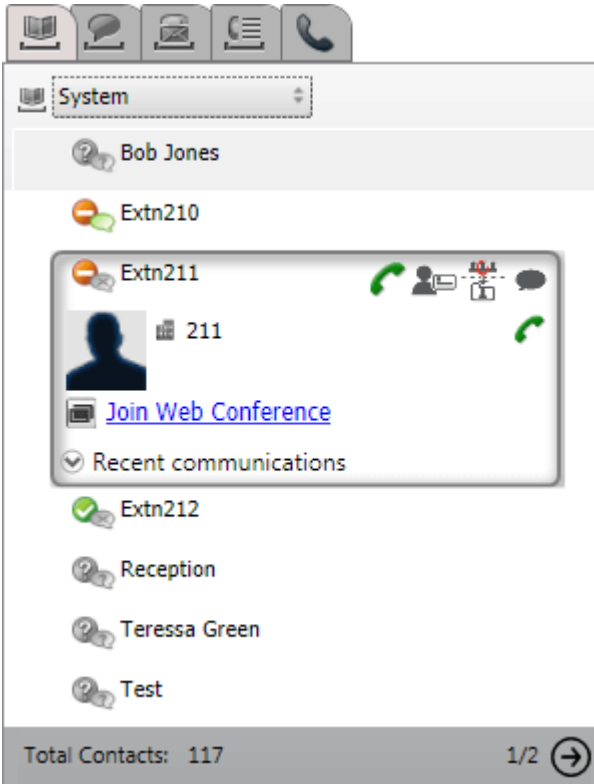 System
Bob Jones
Extn210
Extn211
211
Join Web Conference
Recent communications
Extn212
Reception
Teressa Green
Test
Total Contacts: 117 1/2